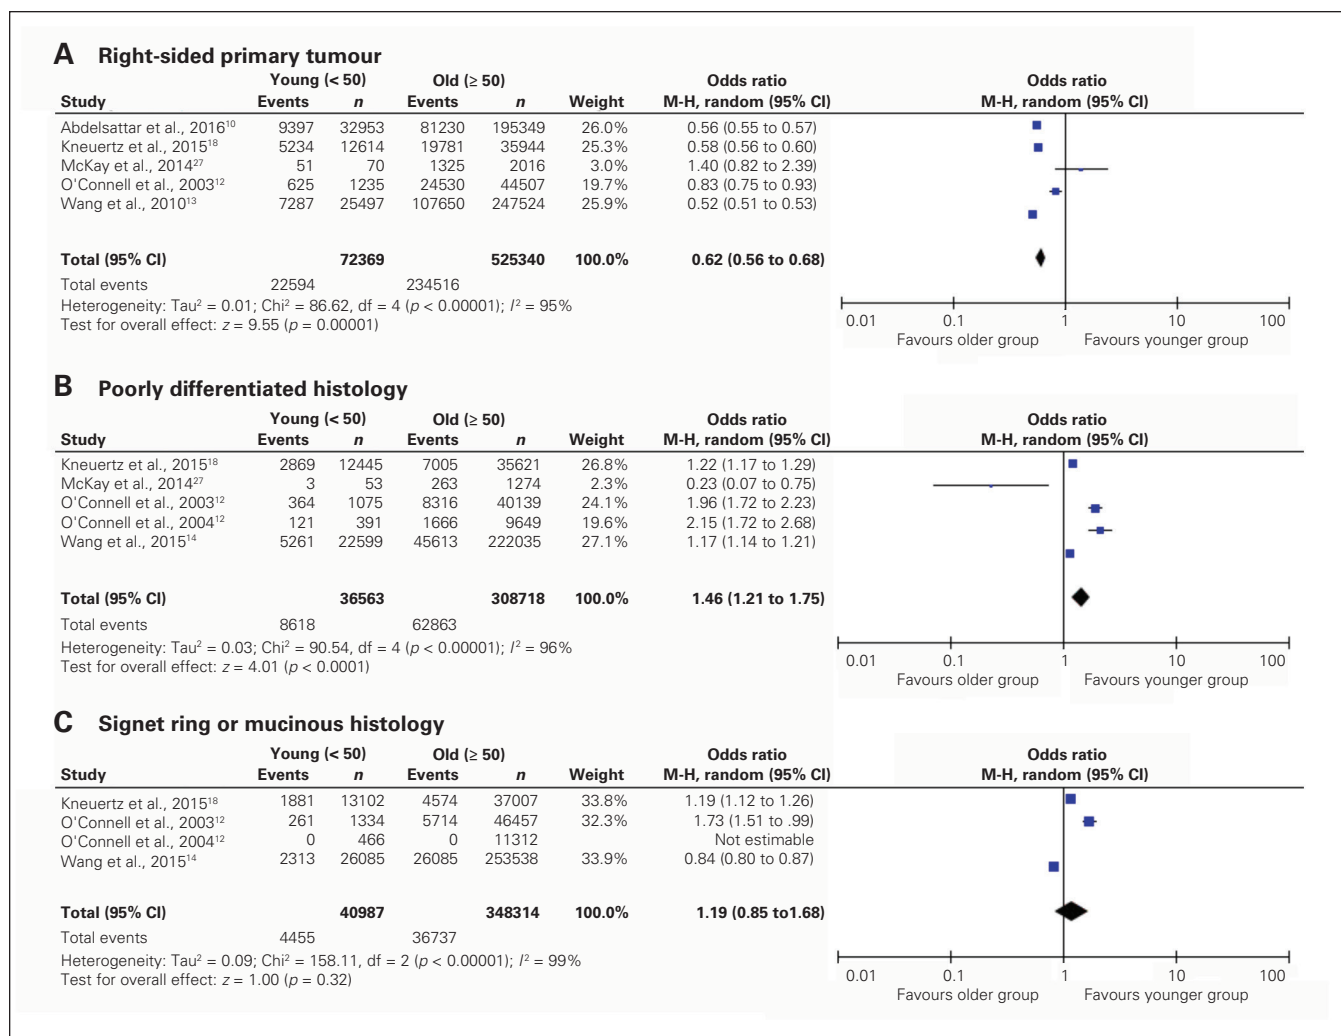 A Right-sided primary tumour
Young (< 50) Old (≥ 50) Odds ratio Odds ratio
Study Events n Events n Weight M-H, random (95% CI) M-H, random (95% CI)
Abdelsattar et al., 2016¹⁰ 9397 32953 81230 195349 26.0% 0.56 (0.55 to 0.57)
Kneuertz et al., 2015¹⁸ 5234 12614 19781 35944 25.3% 0.58 (0.56 to 0.60)
McKay et al., 2014²⁷ 51 70 1325 2016 3.0% 1.40 (0.82 to 2.39)
O'Connell et al., 2003¹² 625 1235 24530 44507 19.7% 0.83 (0.75 to 0.93)
Wang et al., 2010¹³ 7287 25497 107650 247524 25.9% 0.52 (0.51 to 0.53)
Total (95% CI) 72369 525340 100.0% 0.62 (0.56 to 0.68)
Total events 22594 234516
Heterogeneity: Tau² = 0.01; Chi² = 86.62, df = 4 (p < 0.00001); I² = 95%
Test for overall effect: z = 9.55 (p = 0.00001)
0.01 0.1 1 10 100
Favours older group Favours younger group
B Poorly differentiated histology
Young (< 50) Old (≥ 50) Odds ratio Odds ratio
Study Events n Events n Weight M-H, random (95% CI) M-H, random (95% CI)
Kneuertz et al., 2015¹⁸ 2869 12445 7005 35621 26.8% 1.22 (1.17 to 1.29)
McKay et al., 2014²⁷ 3 53 263 1274 2.3% 0.23 (0.07 to 0.75)
O'Connell et al., 2003¹² 364 1075 8316 40139 24.1% 1.96 (1.72 to 2.23)
O'Connell et al., 2004¹² 121 391 1666 9649 19.6% 2.15 (1.72 to 2.68)
Wang et al., 2015¹⁴ 5261 22599 45613 222035 27.1% 1.17 (1.14 to 1.21)
Total (95% CI) 36563 308718 100.0% 1.46 (1.21 to 1.75)
Total events 8618 62863
Heterogeneity: Tau² = 0.03; Chi² = 90.54, df = 4 (p < 0.00001); I² = 96%
Test for overall effect: z = 4.01 (p < 0.0001)
0.01 0.1 1 10 100
Favours older group Favours younger group
C Signet ring or mucinous histology
Young (< 50) Old (≥ 50) Odds ratio Odds ratio
Study Events n Events n Weight M-H, random (95% CI) M-H, random (95% CI)
Kneuertz et al., 2015¹⁸ 1881 13102 4574 37007 33.8% 1.19 (1.12 to 1.26)
O'Connell et al., 2003¹² 261 1334 5714 46457 32.3% 1.73 (1.51 to .99)
O'Connell et al., 2004¹² 0 466 0 11312 Not estimable
Wang et al., 2015¹⁴ 2313 26085 26085 253538 33.9% 0.84 (0.80 to 0.87)
Total (95% CI) 40987 348314 100.0% 1.19 (0.85 to1.68)
Total events 4455 36737
Heterogeneity: Tau² = 0.09; Chi² = 158.11, df = 2 (p < 0.00001); I² = 99%
Test for overall effect: z = 1.00 (p = 0.32)
0.01 0.1 1 10 100
Favours older group Favours younger group